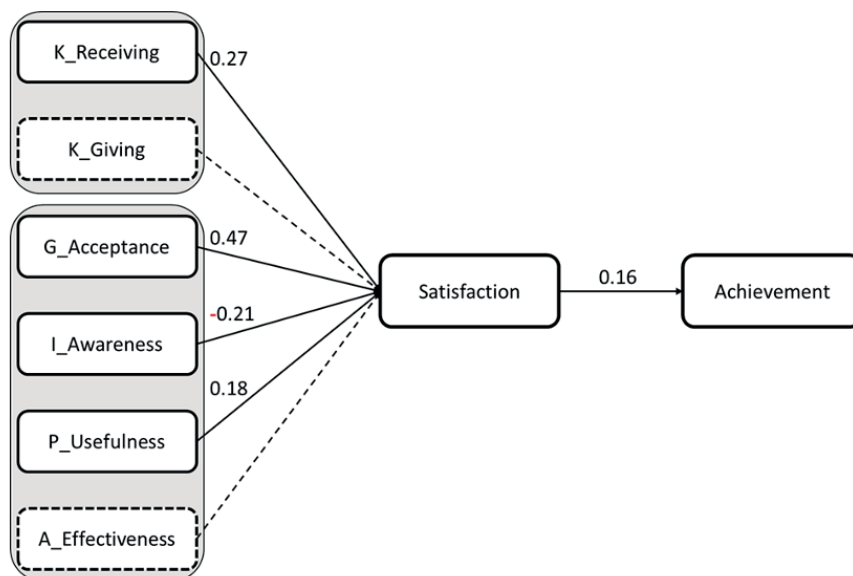 K_Receiving
0.27
K_Giving
G_Acceptance
0.47
I_Awareness
-0.21
P_Usefulness
0.18
A_Effectiveness
Satisfaction
0.16
Achievement